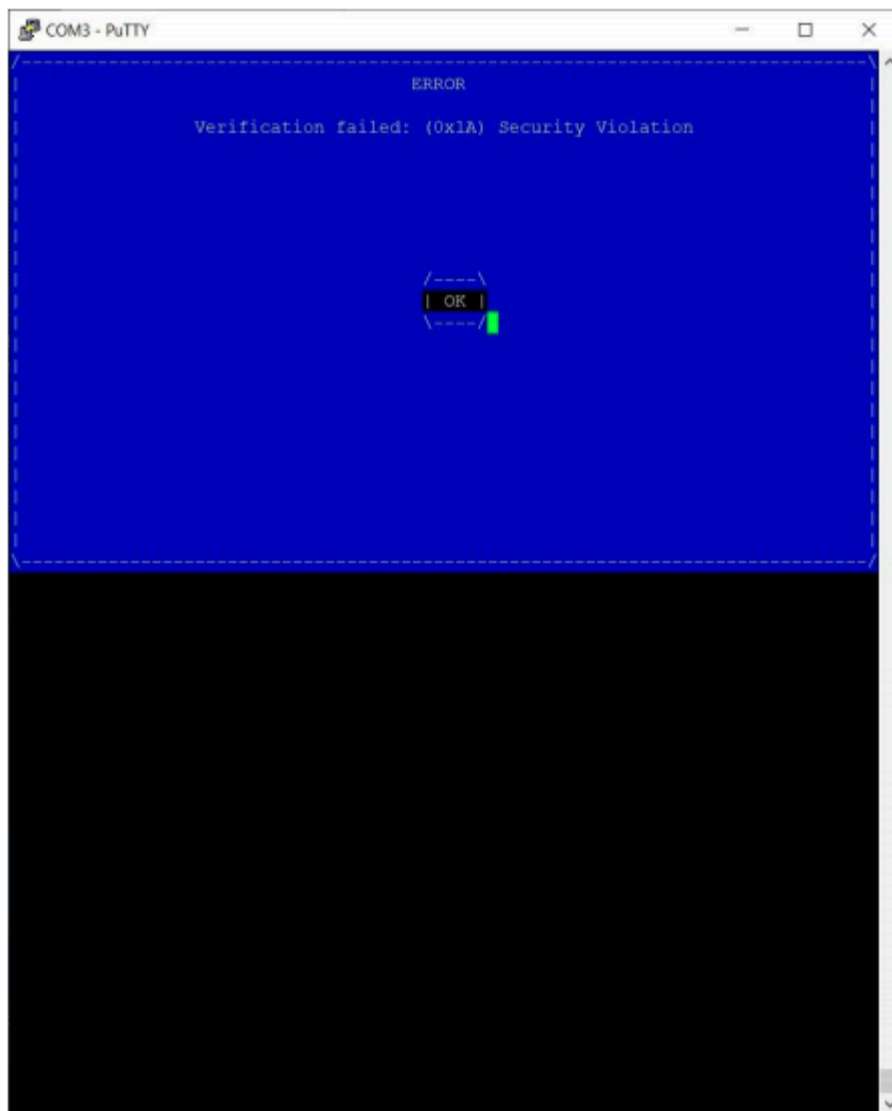 COM3 - PuTTY
ERROR
Verification failed: (0x1A) Security Violation
OK